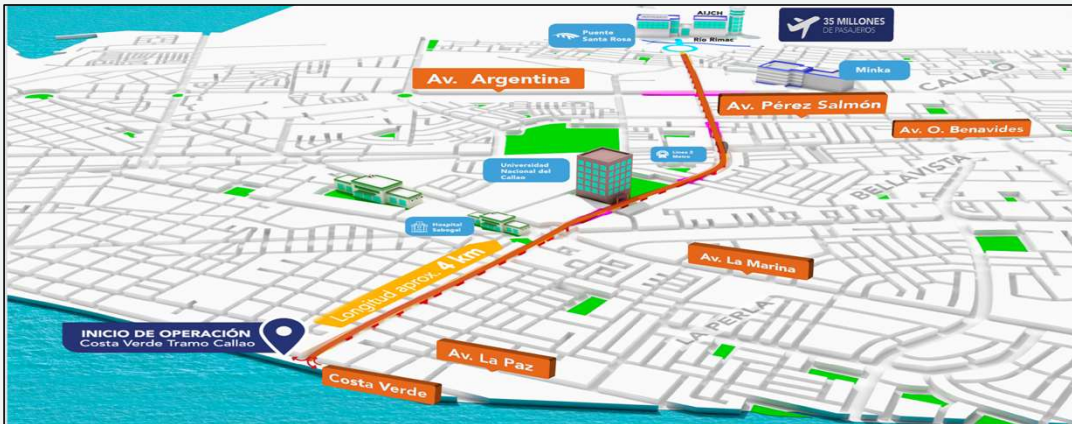 AIJCH
35 MILLONES
DE PASAJEROS
Puente
Santa Rosa
Río Rimac
Minka
CALLAO
Av. Argentina
Av. Pérez Salmón
Av. O. Benavides
Universidad
Nacional del
Callao
Línea 2
Metro
BELLAVISTA
Hospital
Sabogal
Av. La Marina
Longitud aprox. 4 km
LA PERLA
INICIO DE OPERACIÓN
Costa Verde Tramo Callao
Av. La Paz
Costa Verde